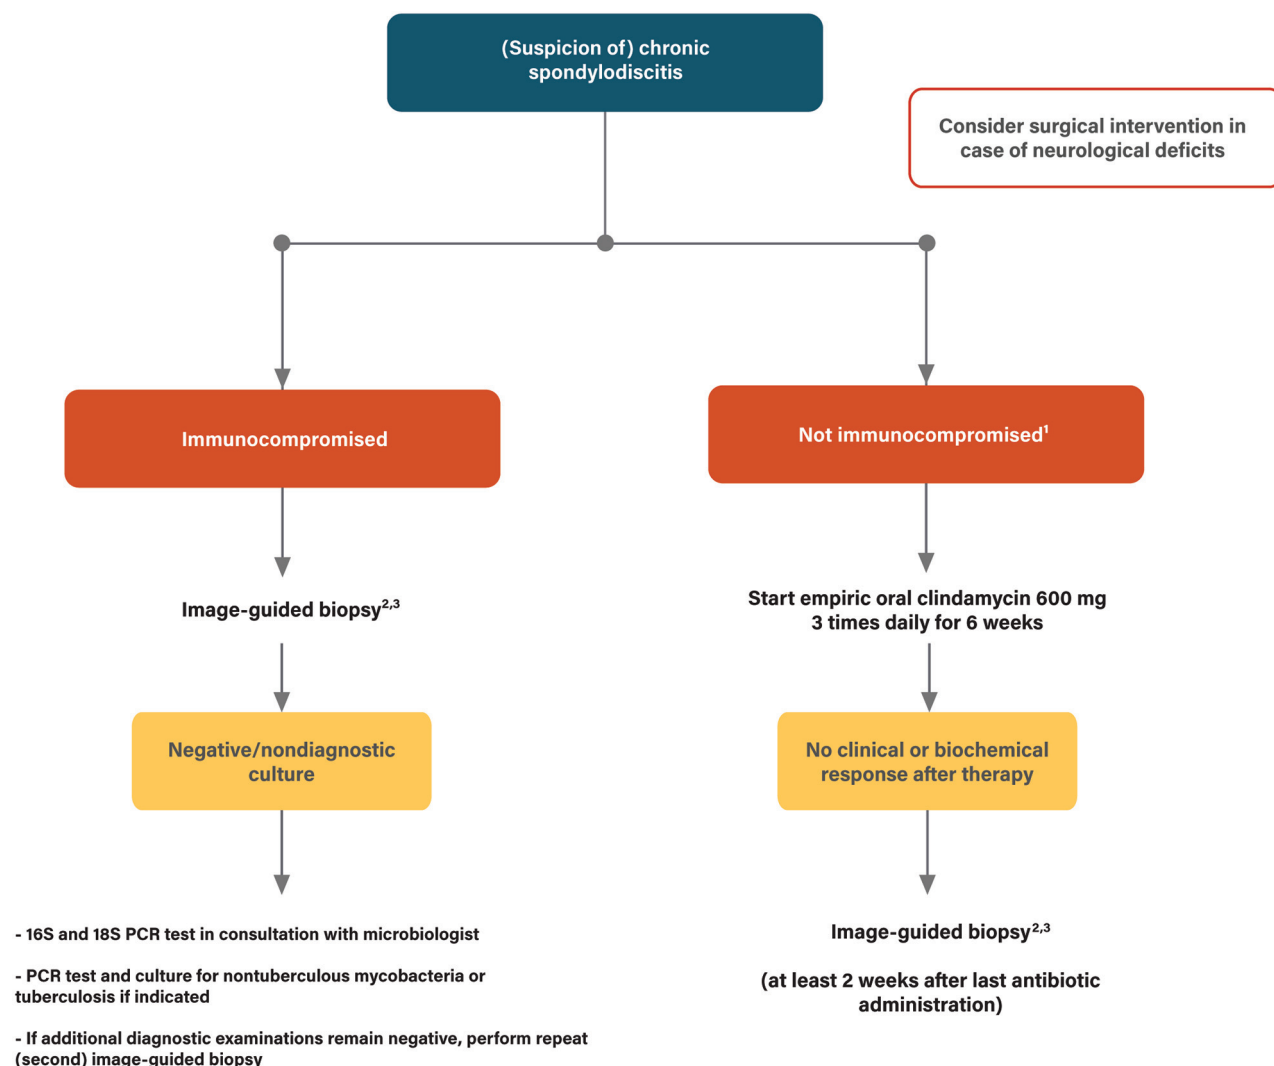 (Suspicion of) chronic
spondylodiscitis
Consider surgical intervention in
case of neurological deficits
Immunocompromised
Not immunocompromised¹
Image-guided biopsy²,³
Start empiric oral clindamycin 600 mg
3 times daily for 6 weeks
Negative/nondiagnostic
culture
No clinical or biochemical
response after therapy
- 16S and 18S PCR test in consultation with microbiologist
- PCR test and culture for nontuberculous mycobacteria or
tuberculosis if indicated
- If additional diagnostic examinations remain negative, perform repeat
(second) image-guided biopsy
Image-guided biopsy²,³
(at least 2 weeks after last antibiotic
administration)